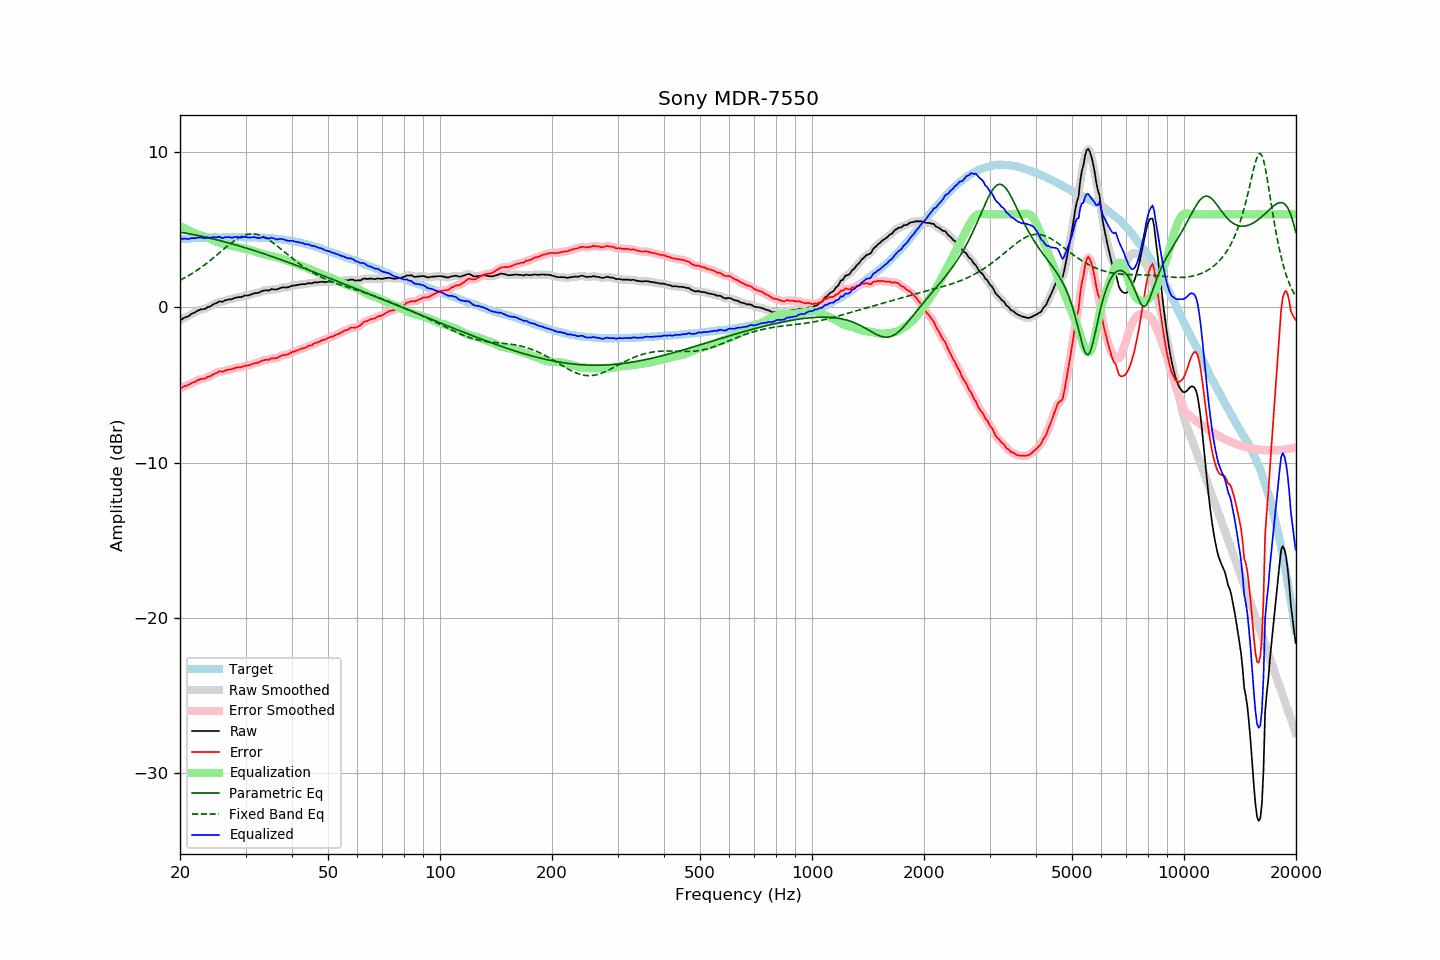 Sony MDR-7550
Amplitude (dBr)
10
0
−10
−20
−30
Target
Raw Smoothed
Error Smoothed
Raw
Error
Equalization
Parametric Eq
Fixed Band Eq
Equalized
20 50 100 200 500 1000 2000 5000 10000 20000
Frequency (Hz)